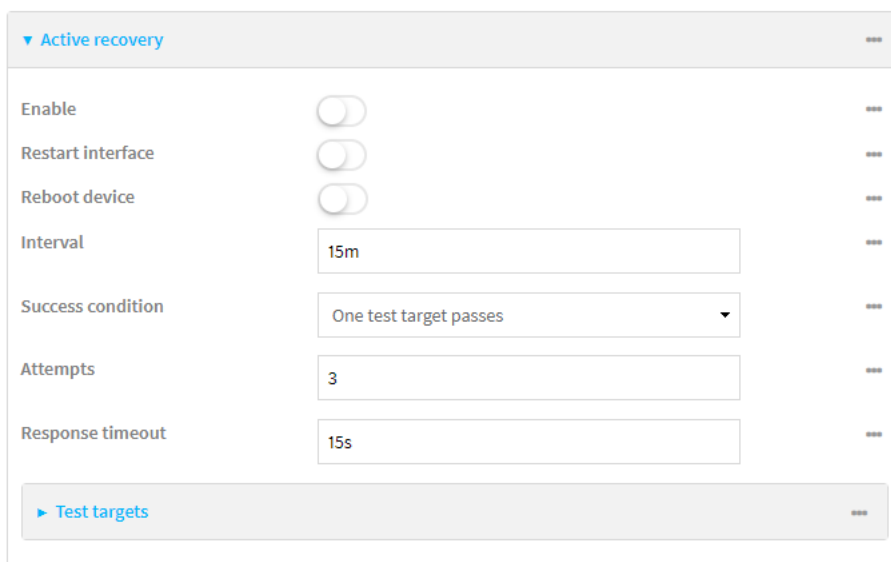 Active recovery
Enable
Restart interface
Reboot device
Interval
15m
Success condition
One test target passes
Attempts
3
Response timeout
15s
Test targets